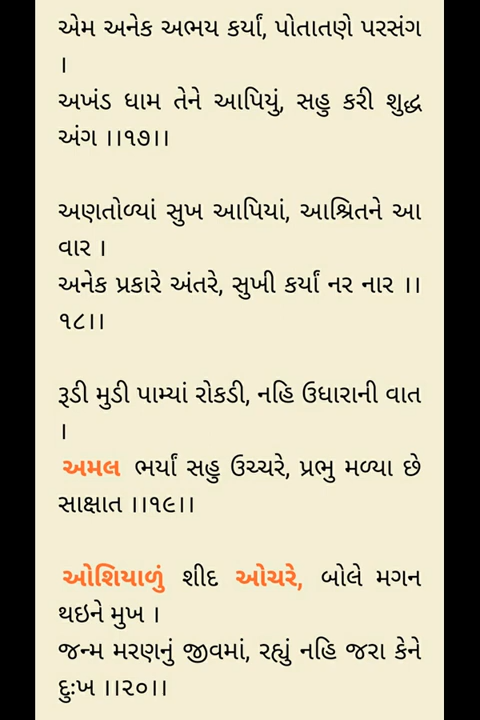 એમ અનેક અભય કર્યાં, પોતાતણે પરસંગ
।
અખંડ ધામ તેને આપિયું, સહુ કરી શુદ્ધ
અંગ ।।૧૭।।
અણતોળ્યાં સુખ આપિયાં, આશ્રિતને આ
વાર ।
અનેક પ્રકારે અંતરે, સુખી કર્યાં નર નાર ।।
૧૮।।
રૂડી મુડી પામ્યાં રોકડી, નહિ ઉધારાની વાત
।
અમલ ભર્યાં સહુ ઉચ્ચરે, પ્રભુ મળ્યા છે
સાક્ષાત ।।૧૯।।
ઓશિયાળું શીદ ઓચરે, બોલે મગન
થઇને મુખ ।
જન્મ મરણનું જીવમાં, રહ્યું નહિ જરા કેને
દુઃખ ।।૨૦।।